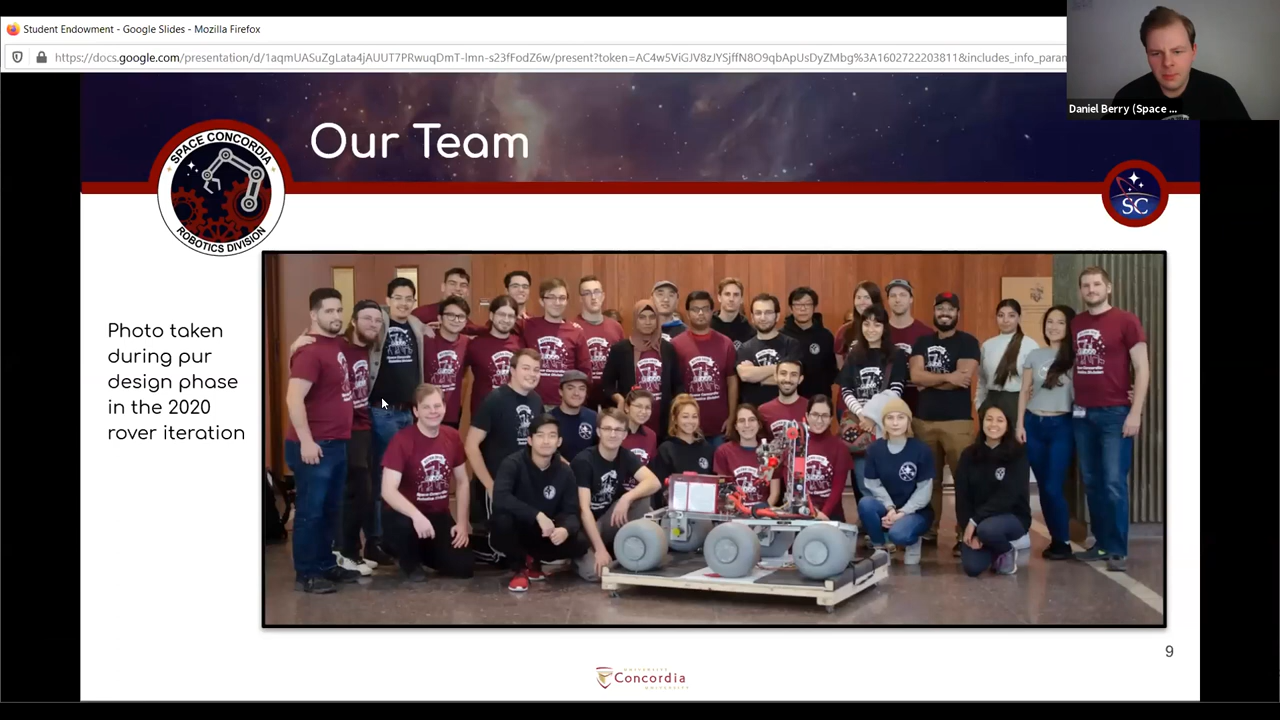 Student Endowment - Google Slides - Mozilla Firefox
https://docs.google.com/presentation/d/1aqmUASuZgLata4jAUUT7PRwuqDmT-lmn-s23fFodZ6w/present?token=AC4w5ViGJV8zJYSjffN8O9qbApUsDyZMbg%3A1602722203811&includes_info_param
Daniel Berry (Space ...
Our Team
SPACE CONCORDIA
ROBOTICS DIVISION
SC
Photo taken
during pur
design phase
in the 2020
rover iteration
9
UNIVERSITÉ
Concordia
UNIVERSITY